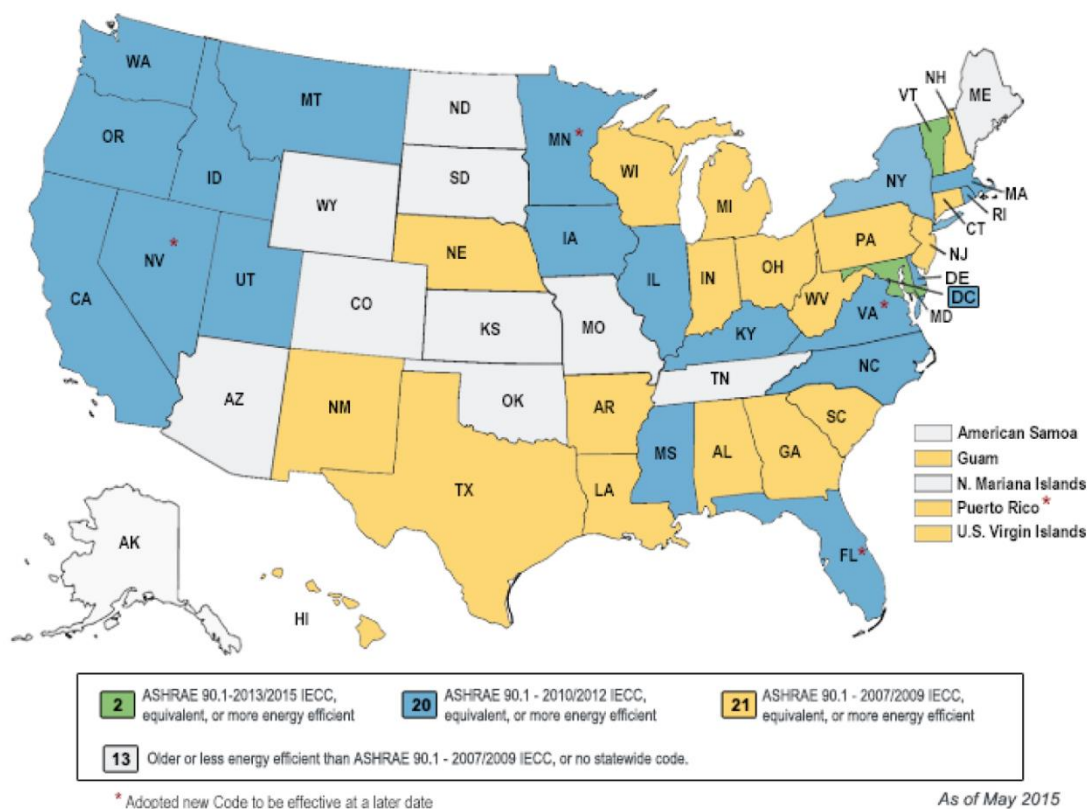 WA
MT
ND
MN *
OR
ID
SD
WY
WI
MI
NY
VT
NH
ME
MA
RI
CT
NV *
UT
NE
IA
PA
NJ
CA
CO
IL
IN
OH
WV
VA *
DE
DC
MD
KS
MO
KY
NC
AZ
NM
OK
AR
TN
SC
TX
LA
MS
AL
GA
FL *
AK
HI
American Samoa
Guam
N. Mariana Islands
Puerto Rico *
U.S. Virgin Islands
2 ASHRAE 90.1-2013/2015 IECC,
equivalent, or more energy efficient
20 ASHRAE 90.1 - 2010/2012 IECC,
equivalent, or more energy efficient
21 ASHRAE 90.1 - 2007/2009 IECC,
equivalent, or more energy efficient
13 Older or less energy efficient than ASHRAE 90.1 - 2007/2009 IECC, or no statewide code.
* Adopted new Code to be effective at a later date
As of May 2015